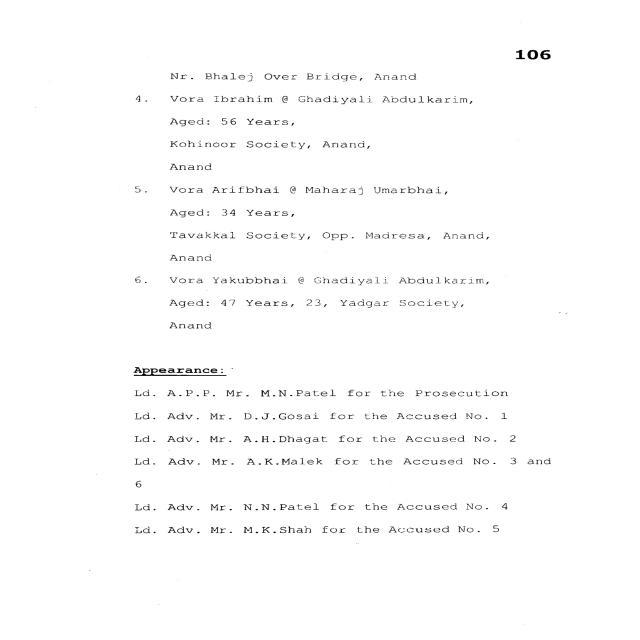 106
Nr. Bhalej Over Bridge, Anand
4. Vora Ibrahim @ Ghadiyali Abdulkarim,
Aged: 56 Years,
Kohinoor Society, Anand,
Anand
5. Vora Arifbhai @ Maharaj Umarbhai,
Aged: 34 Years,
Tavakkal Society, Opp. Madresa, Anand,
Anand
6. Vora Yakubbhai @ Ghadiyali Abdulkarim,
Aged: 47 Years, 23, Yadgar Society,
Anand
Appearance:
Ld. A.P.P. Mr. M.N.Patel for the Prosecution
Ld. Adv. Mr. D.J.Gosai for the Accused No. 1
Ld. Adv. Mr. A.H.Dhagat for the Accused No. 2
Ld. Adv. Mr. A.K.Malek for the Accused No. 3 and
6
Ld. Adv. Mr. N.N.Patel for the Accused No. 4
Ld. Adv. Mr. M.K.Shah for the Accused No. 5